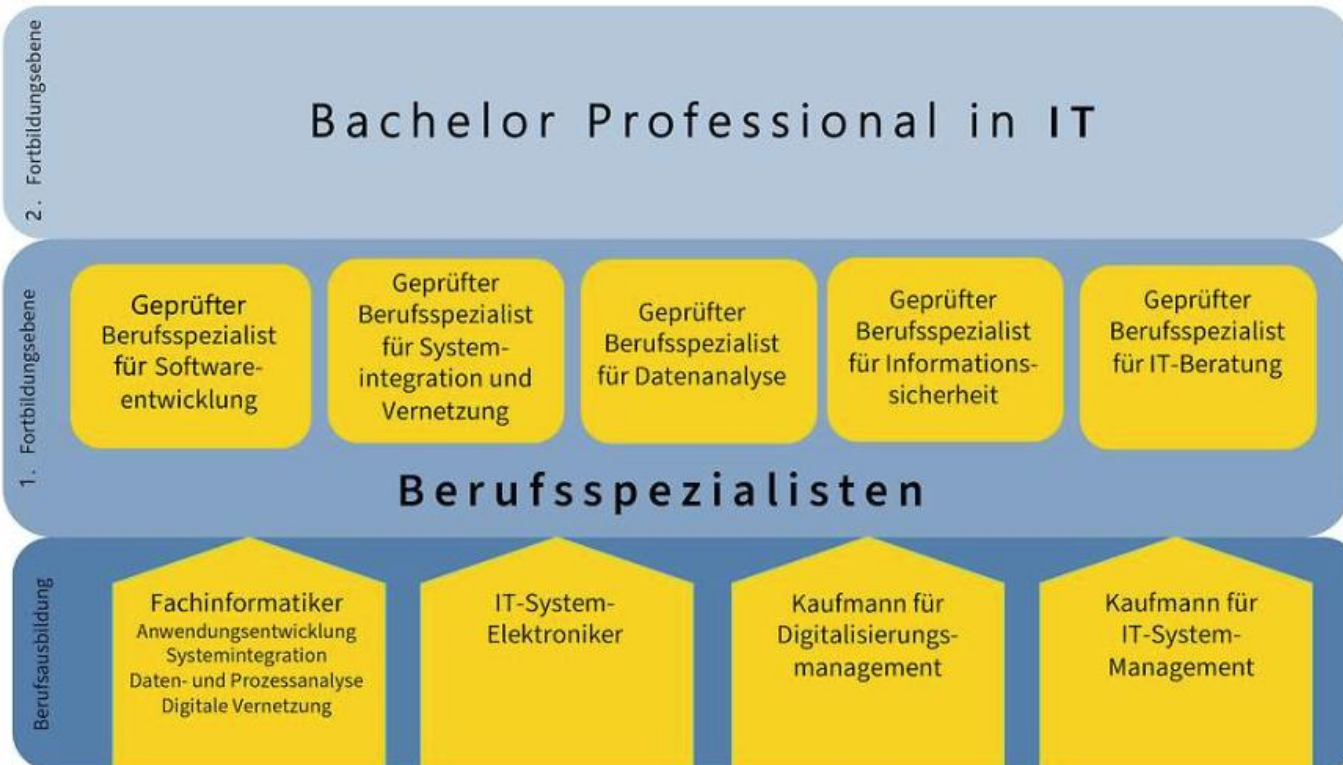 2. Fortbildungsebene
Bachelor Professional in IT
1. Fortbildungsebene
Geprüfter
Berufsspezialist
für Software-
entwicklung
Geprüfter
Berufsspezialist
für System-
integration und
Vernetzung
Geprüfter
Berufsspezialist
für Datenanalyse
Geprüfter
Berufsspezialist
für Informations-
sicherheit
Geprüfter
Berufsspezialist
für IT-Beratung
Berufsspezialisten
Berufsausbildung
Fachinformatiker
Anwendungsentwicklung
Systemintegration
Daten- und Prozessanalyse
Digitale Vernetzung
IT-System-
Elektroniker
Kaufmann für
Digitalisierungs-
management
Kaufmann für
IT-System-
Management